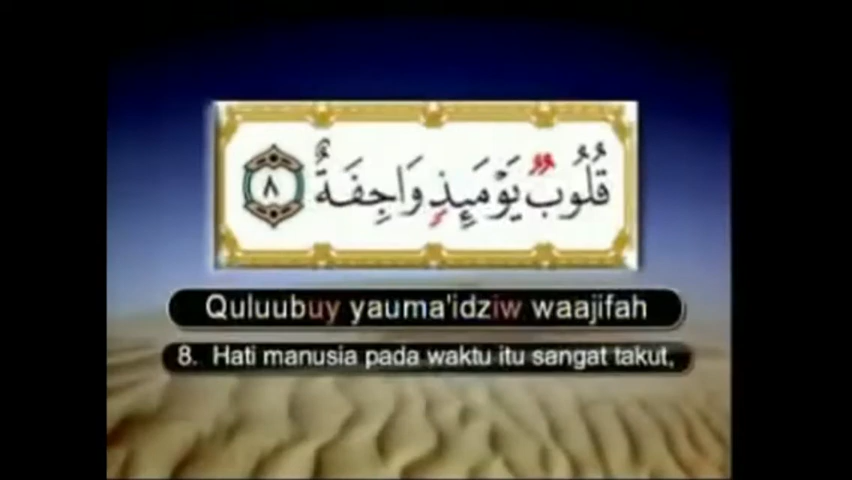 قُلُوبٌ يَوْمَئِذٍ وَاجِفَةٌ ٨
Quluubuy yauma'idziw waajifah
8. Hati manusia pada waktu itu sangat takut,